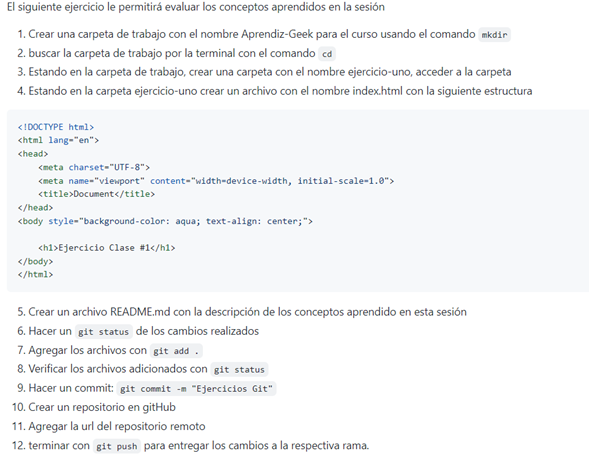 El siguiente ejercicio le permitirá evaluar los conceptos aprendidos en la sesión
1. Crear una carpeta de trabajo con el nombre Aprendiz-Geek para el curso usando el comando mkdir
2. buscar la carpeta de trabajo por la terminal con el comando cd
3. Estando en la carpeta de trabajo, crear una carpeta con el nombre ejercicio-uno, acceder a la carpeta
4. Estando en la carpeta ejercicio-uno crear un archivo con el nombre index.html con la siguiente estructura
<!DOCTYPE html>
<html lang="en">
<head>
    <meta charset="UTF-8">
    <meta name="viewport" content="width=device-width, initial-scale=1.0">
    <title>Document</title>
</head>
<body style="background-color: aqua; text-align: center;">
    <h1>Ejercicio Clase #1</h1>
</body>
</html>
5. Crear un archivo README.md con la descripción de los conceptos aprendido en esta sesión
6. Hacer un git status de los cambios realizados
7. Agregar los archivos con git add .
8. Verificar los archivos adicionados con git status
9. Hacer un commit: git commit -m "Ejercicios Git"
10. Crear un repositorio en gitHub
11. Agregar la url del repositorio remoto
12. terminar con git push para entregar los cambios a la respectiva rama.